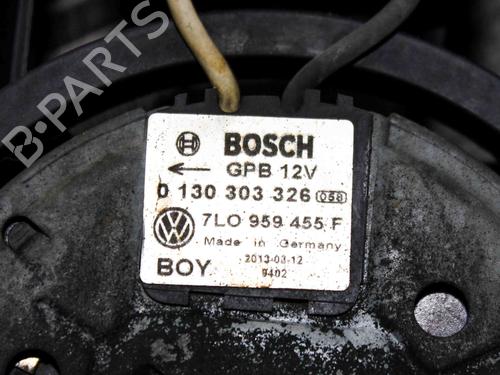 B-PARTS
BOSCH
← GPB 12V
0 130 303 326 058
7L0 959 455 F
Made in Germany
BOY 2013-03-12
9402